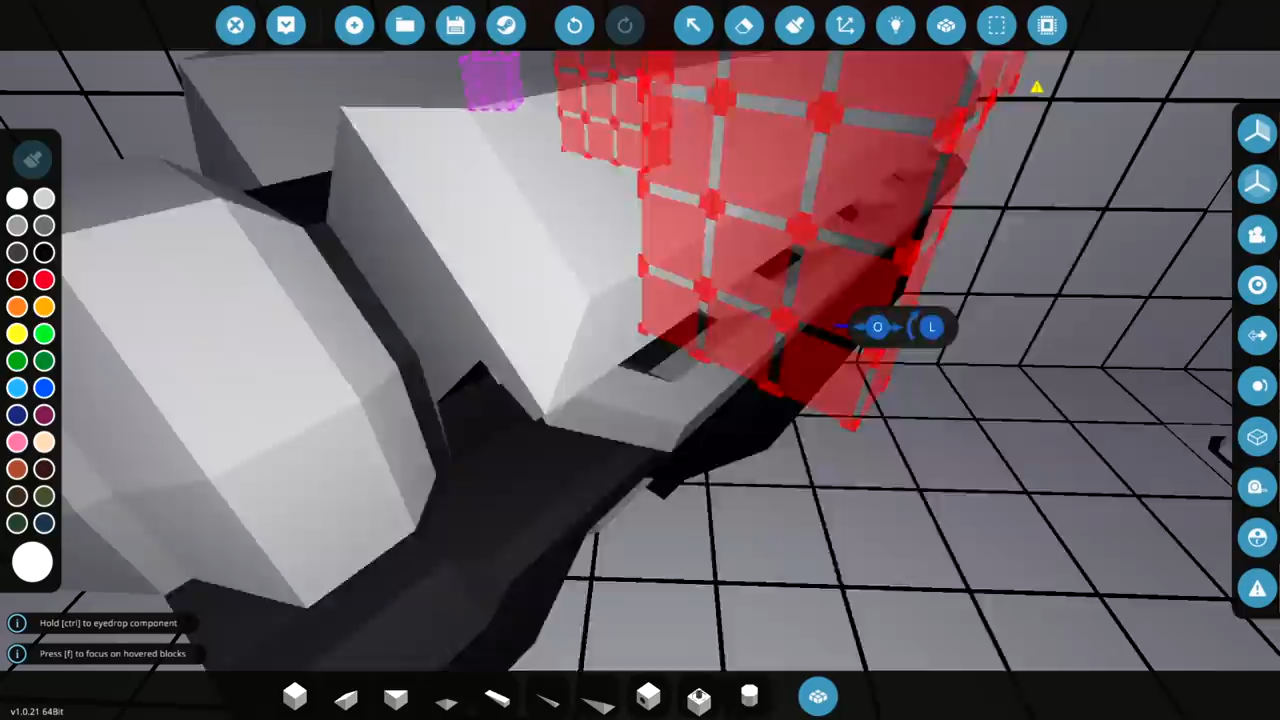 O
L
Hold [ctrl] to eyedrop component
Press [f] to focus on hovered blocks
v1.0.21 64Bit